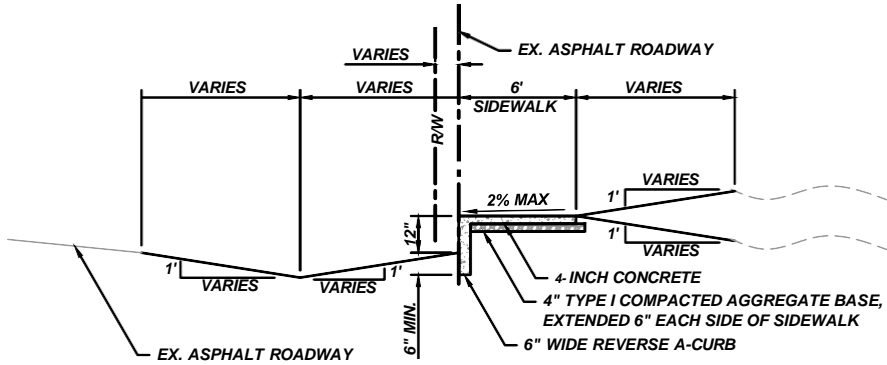 EX. ASPHALT ROADWAY
VARIES
VARIES
VARIES
6'
SIDEWALK
VARIES
R/W
2% MAX
1'
VARIES
12"
1'
VARIES
1'
VARIES
VARIES
1'
6" MIN.
4-INCH CONCRETE
4" TYPE I COMPACTED AGGREGATE BASE,
EXTENDED 6" EACH SIDE OF SIDEWALK
6" WIDE REVERSE A-CURB
EX. ASPHALT ROADWAY